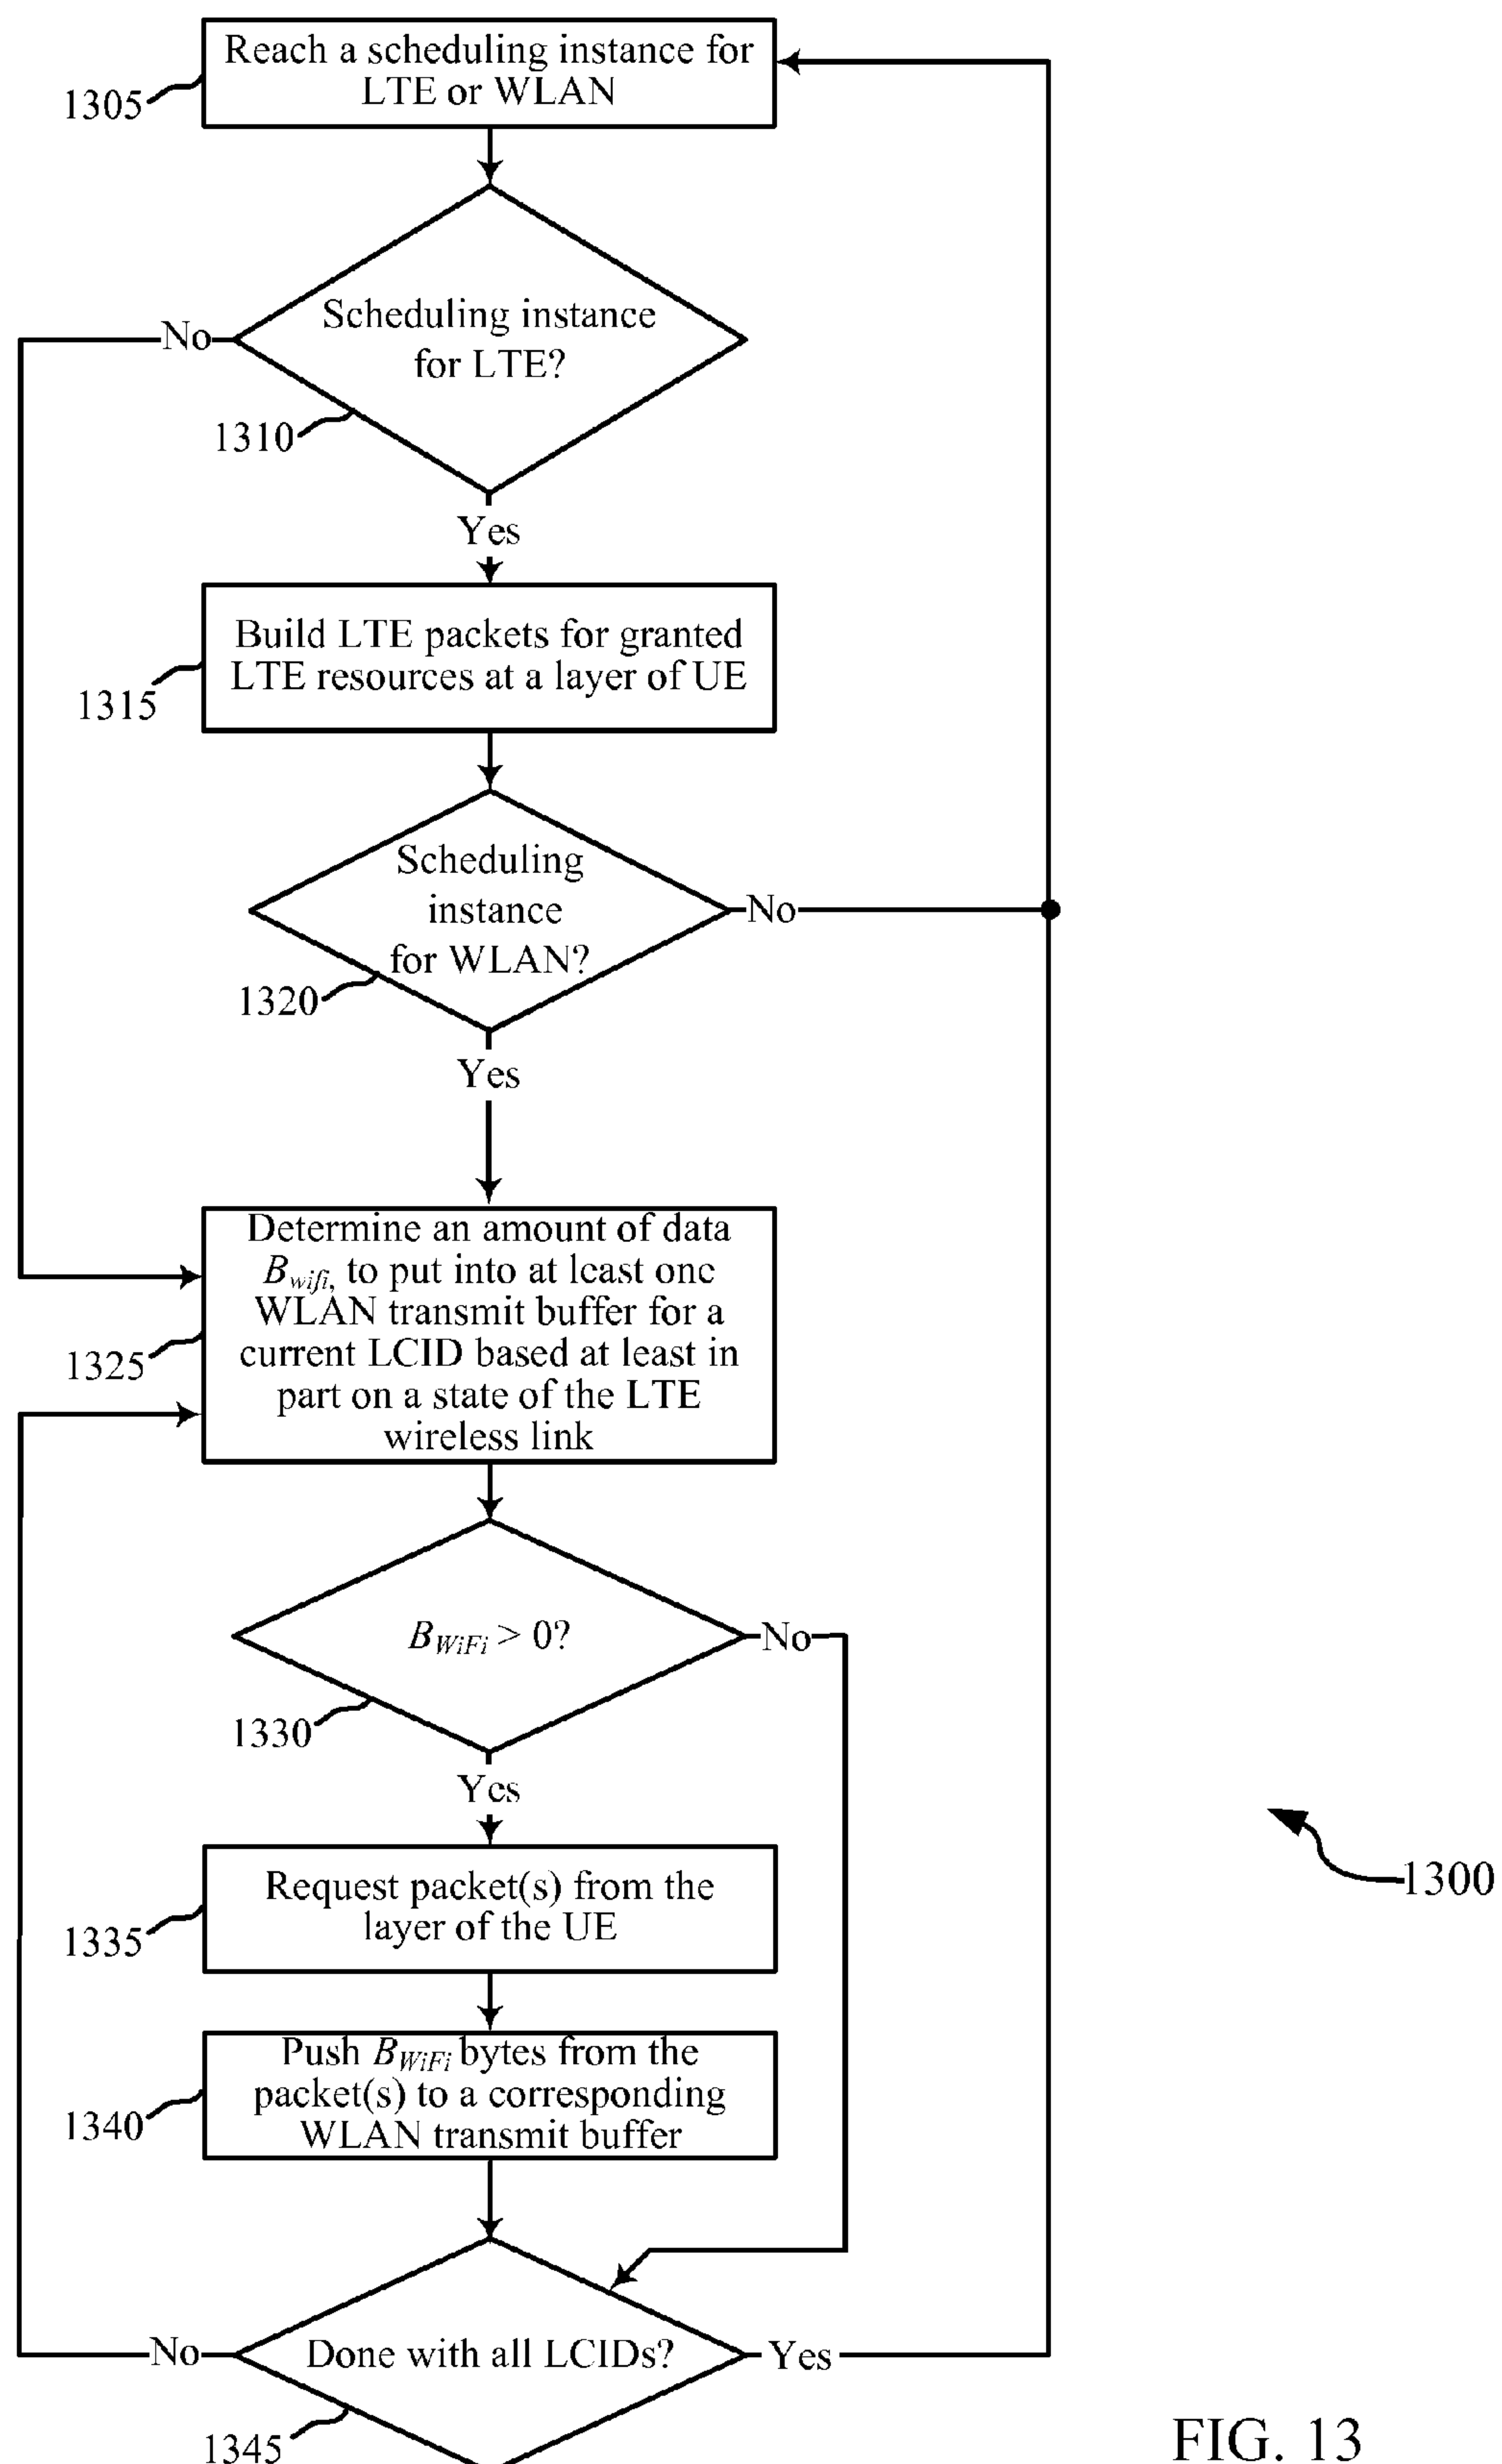 Reach a scheduling instance for
LTE or WLAN
1305
Scheduling instance
for LTE?
No
1310
Yes
Build LTE packets for granted
LTE resources at a layer of UE
1315
Scheduling
instance
for WLAN?
No
1320
Yes
Determine an amount of data
Bwifi, to put into at least one
WLAN transmit buffer for a
current LCID based at least in
part on a state of the LTE
wireless link
1325
BWiFi > 0?
No
1330
Yes
Request packet(s) from the
layer of the UE
1335
1300
Push BWiFi bytes from the
packet(s) to a corresponding
WLAN transmit buffer
1340
No
Done with all LCIDs?
Yes
1345
FIG. 13